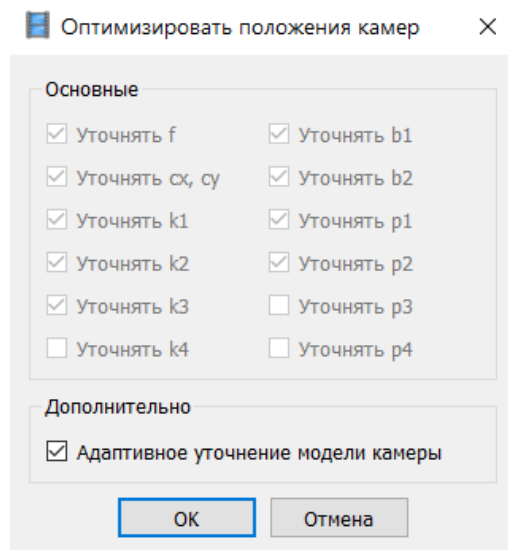 Оптимизировать положения камер
Основные
Уточнять f
Уточнять b1
Уточнять cx, cy
Уточнять b2
Уточнять k1
Уточнять p1
Уточнять k2
Уточнять p2
Уточнять k3
Уточнять p3
Уточнять k4
Уточнять p4
Дополнительно
Адаптивное уточнение модели камеры
OK
Отмена